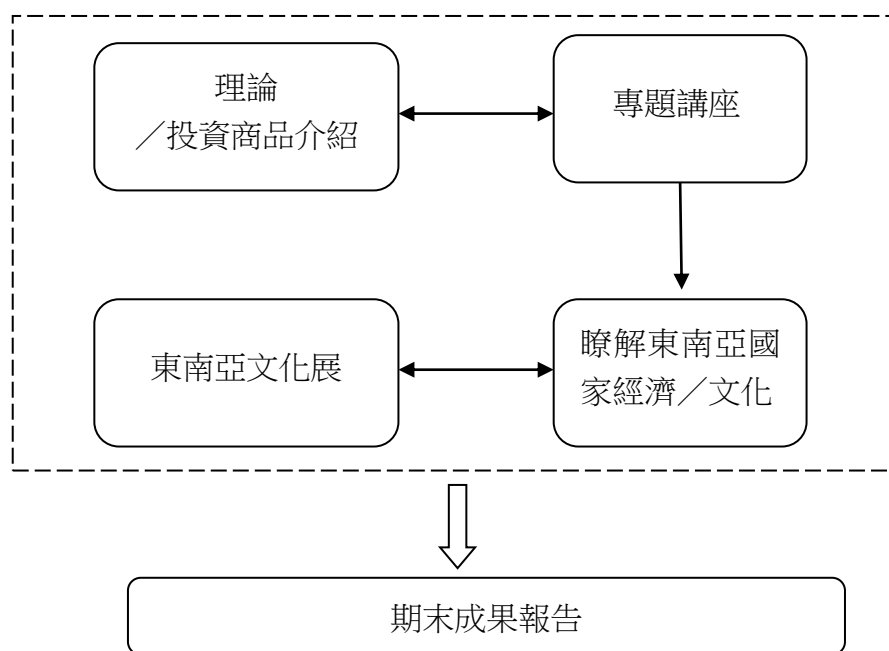 理論
／投資商品介紹
專題講座
東南亞文化展
瞭解東南亞國
家經濟／文化
期末成果報告